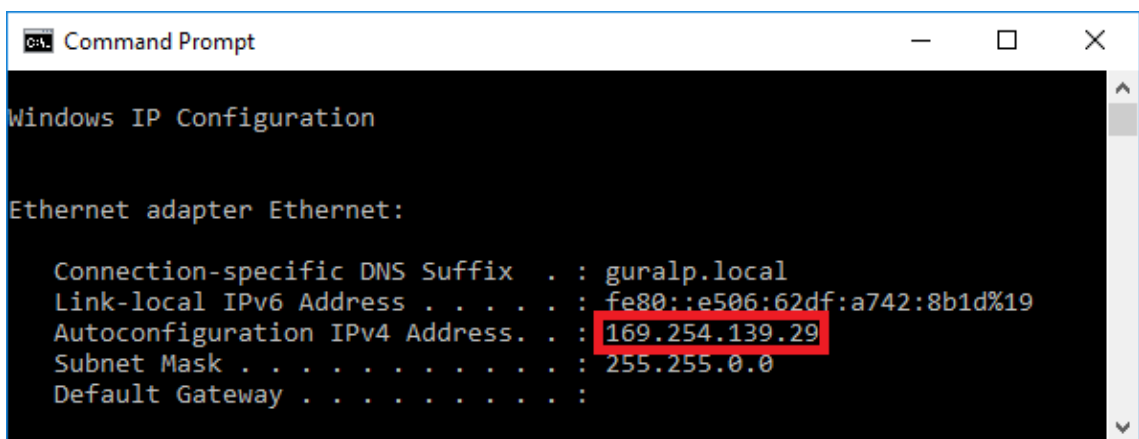 Command Prompt
Windows IP Configuration
Ethernet adapter Ethernet:
Connection-specific DNS Suffix . : guralp.local
Link-local IPv6 Address . . . . . : fe80::e506:62df:a742:8b1d%19
Autoconfiguration IPv4 Address. . : 169.254.139.29
Subnet Mask . . . . . . . . . . . : 255.255.0.0
Default Gateway . . . . . . . . . :